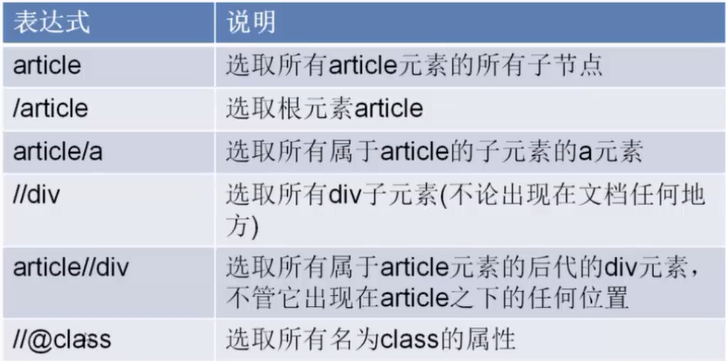 表达式 说明
article 选取所有article元素的所有子节点
/article 选取根元素article
article/a 选取所有属于article的子元素的a元素
//div 选取所有div子元素(不论出现在文档任何地
方)
article//div 选取所有属于article元素的后代的div元素，
不管它出现在article之下的任何位置
//@class 选取所有名为class的属性